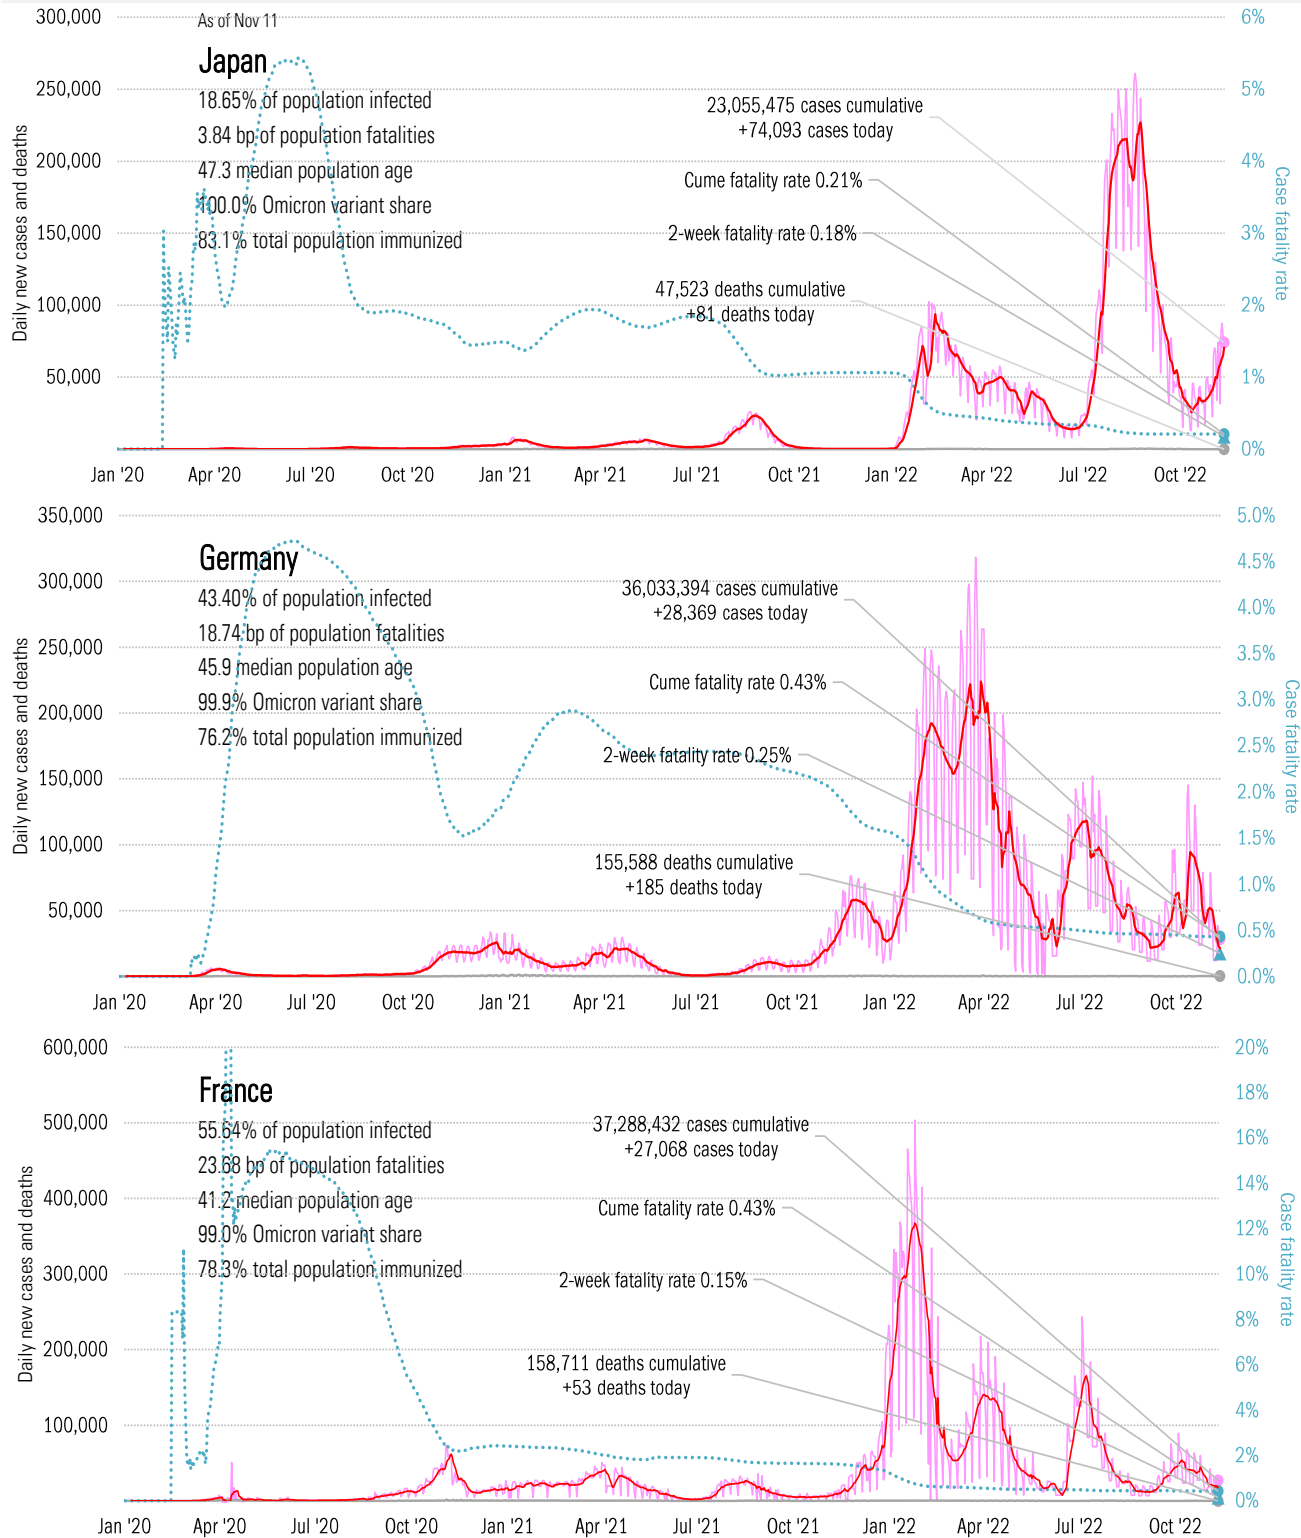 As of Nov 11
Japan
18.65% of population infected
3.84 bp of population fatalities
47.3 median population age
100.0% Omicron variant share
83.1% total population immunized
Daily new cases and deaths
300,000
250,000
200,000
150,000
100,000
50,000
23,055,475 cases cumulative
+74,093 cases today
Cume fatality rate 0.21%
2-week fatality rate 0.18%
47,523 deaths cumulative
+81 deaths today
6%
5%
4%
3%
2%
1%
0%
Case fatality rate
Jan '20 Apr '20 Jul '20 Oct '20 Jan '21 Apr '21 Jul '21 Oct '21 Jan '22 Apr '22 Jul '22 Oct '22
Germany
43.40% of population infected
18.74 bp of population fatalities
45.9 median population age
99.9% Omicron variant share
76.2% total population immunized
Daily new cases and deaths
350,000
300,000
250,000
200,000
150,000
100,000
50,000
36,033,394 cases cumulative
+28,369 cases today
Cume fatality rate 0.43%
2-week fatality rate 0.25%
155,588 deaths cumulative
+185 deaths today
5.0%
4.5%
4.0%
3.5%
3.0%
2.5%
2.0%
1.5%
1.0%
0.5%
0.0%
Case fatality rate
Jan '20 Apr '20 Jul '20 Oct '20 Jan '21 Apr '21 Jul '21 Oct '21 Jan '22 Apr '22 Jul '22 Oct '22
France
55.64% of population infected
23.68 bp of population fatalities
41.2 median population age
99.0% Omicron variant share
78.3% total population immunized
Daily new cases and deaths
600,000
500,000
400,000
300,000
200,000
100,000
37,288,432 cases cumulative
+27,068 cases today
Cume fatality rate 0.43%
2-week fatality rate 0.15%
158,711 deaths cumulative
+53 deaths today
20%
18%
16%
14%
12%
10%
8%
6%
4%
2%
0%
Case fatality rate
Jan '20 Apr '20 Jul '20 Oct '20 Jan '21 Apr '21 Jul '21 Oct '21 Jan '22 Apr '22 Jul '22 Oct '22